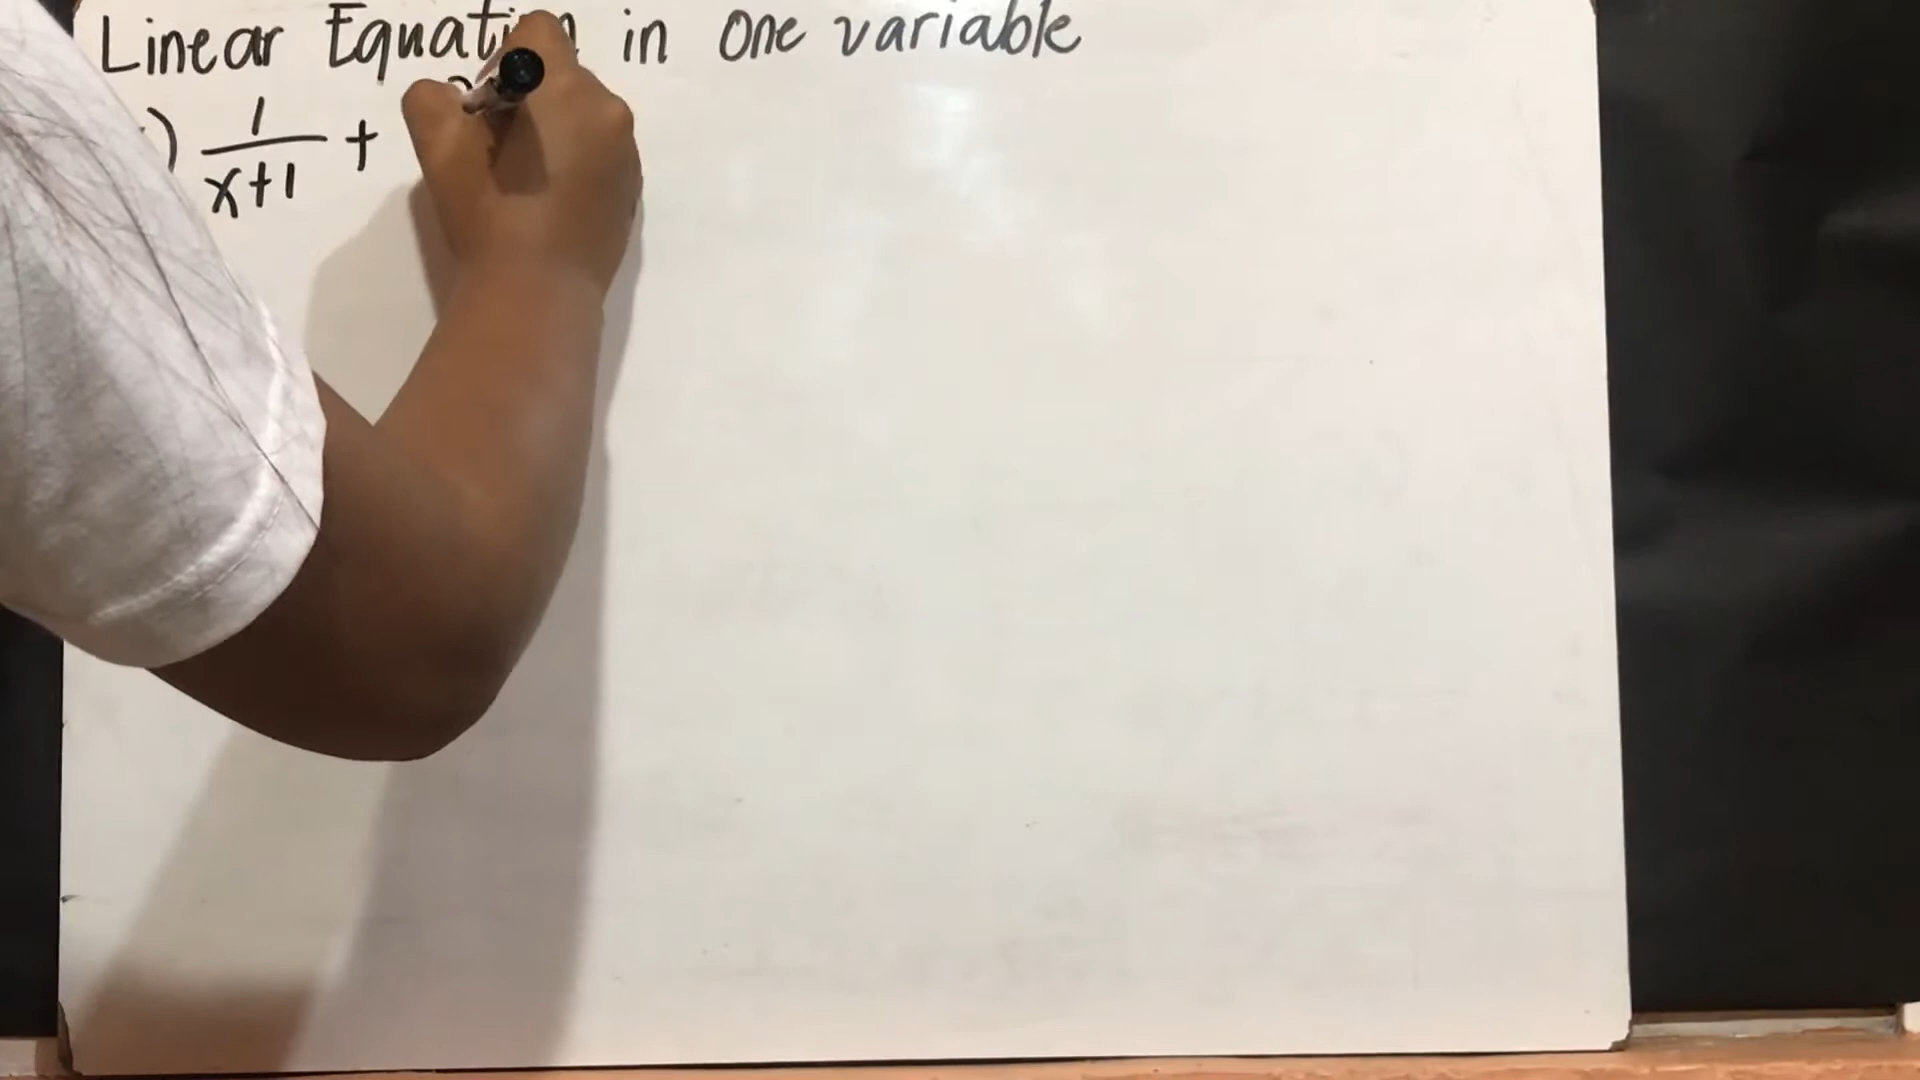 Linear Equation in one variable
) 1/(x+1) +